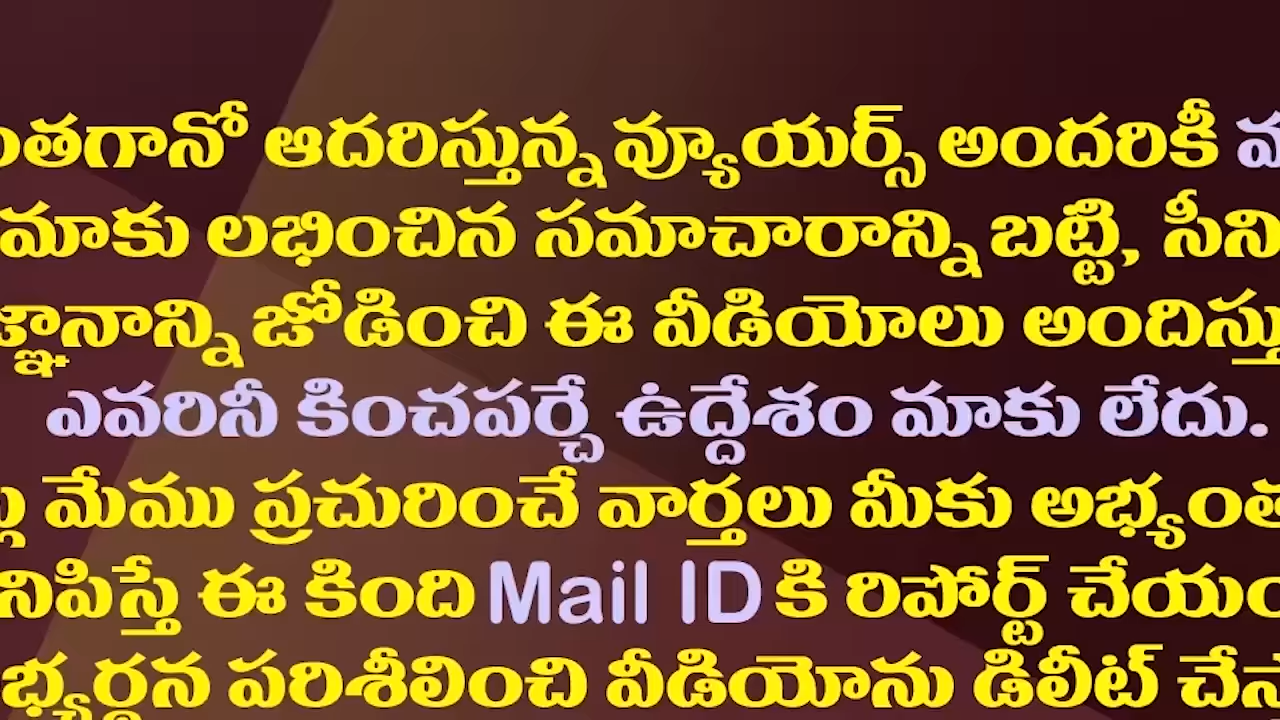 ంతగానో ఆదరిస్తున్న వ్యూయర్స్ అందరికీ
మాకు లభించిన సమాచారాన్ని బట్టి, సీని
జ్ఞానాన్ని జోడించి ఈ వీడియోలు అందిస్తు
ఎవరినీ కించపర్చే ఉద్దేశం మాకు లేదు.
మేము ప్రచురించే వార్తలు మీకు అభ్యంత
నిపిస్తే ఈ కింది Mail ID కి రిపోర్ట్ చేయం
భ్యర్థన పరిశీలించి వీడియోను డిలీట్ చేస